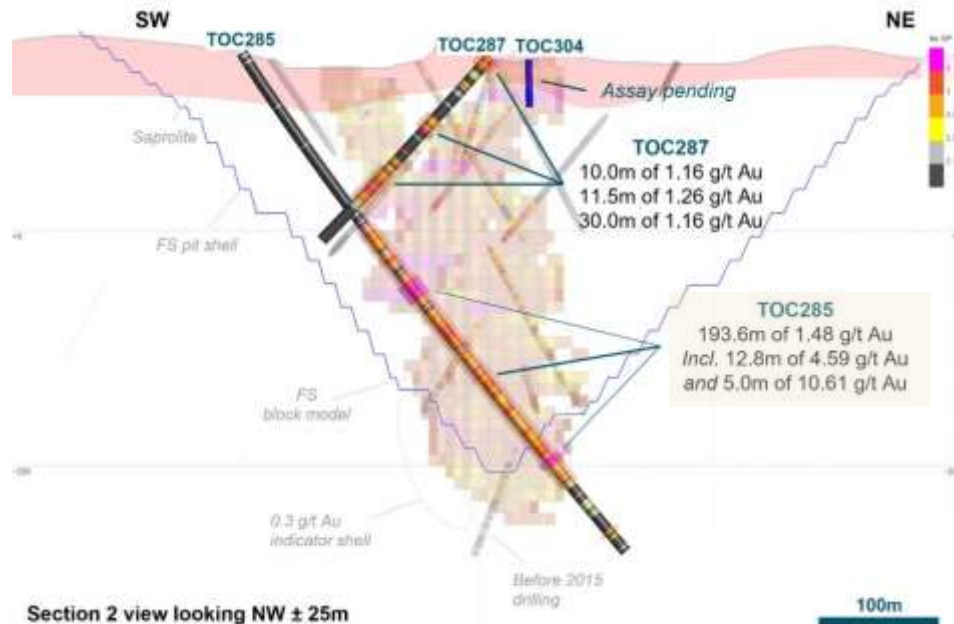 SW
NE
TOC285
TOC287
TOC304
Assay pending
Saprolite
TOC287
10.0m of 1.16 g/t Au
11.5m of 1.26 g/t Au
30.0m of 1.16 g/t Au
FS pit shell
TOC285
193.6m of 1.48 g/t Au
Incl. 12.8m of 4.59 g/t Au
and 5.0m of 10.61 g/t Au
FS
block model
0.3 g/t Au
indicator shell
Before 2015
drilling
Section 2 view looking NW ± 25m
100m